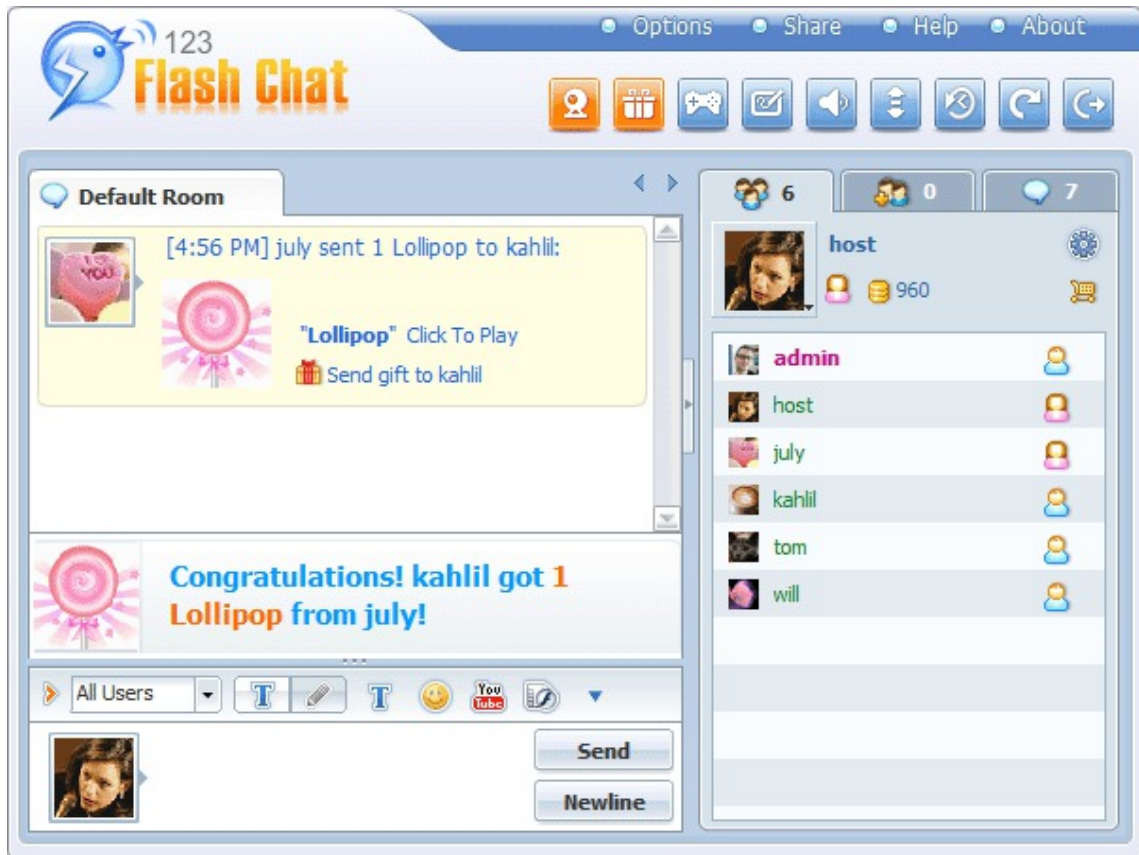 Options Share Help About
123
Flash Chat
Default Room
[4:56 PM] july sent 1 Lollipop to kahlil:
"Lollipop" Click To Play
Send gift to kahlil
Congratulations! kahlil got 1
Lollipop from july!
All Users
T
T
You
Tube
Send
Newline
6
0
7
host
960
admin
host
july
kahlil
tom
will